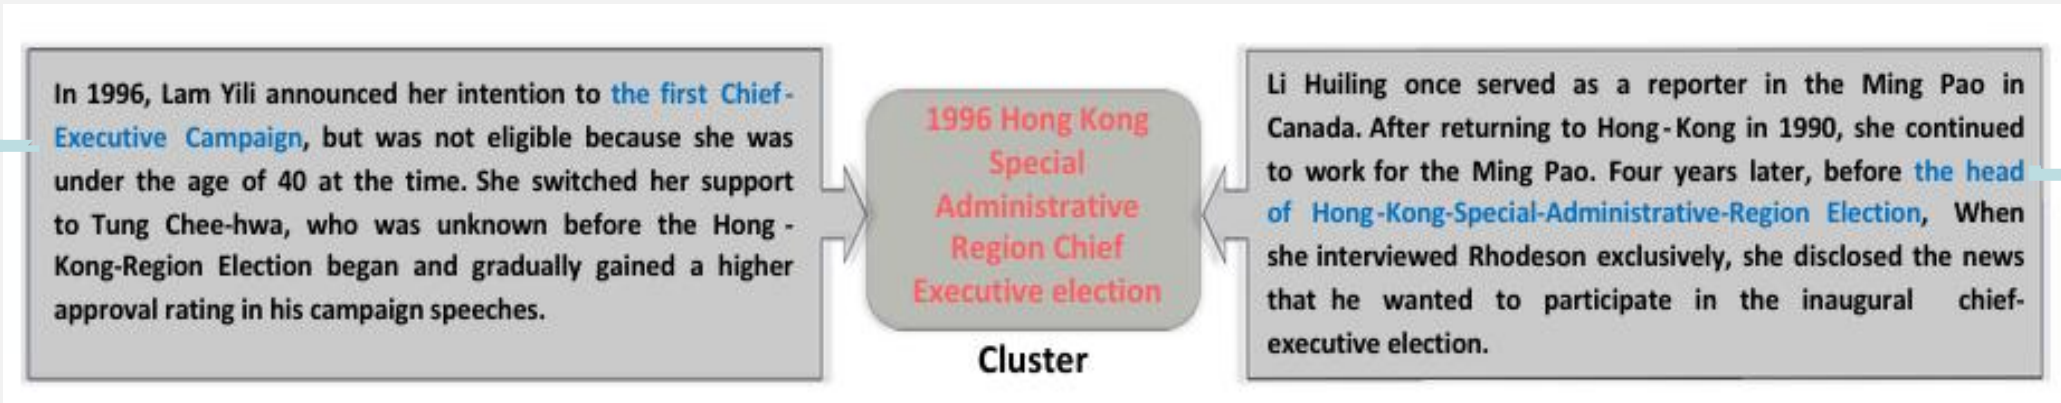 In 1996, Lam Yili announced her intention to the first Chief-
Executive Campaign, but was not eligible because she was
under the age of 40 at the time. She switched her support
to Tung Chee-hwa, who was unknown before the Hong -
Kong-Region Election began and gradually gained a higher
approval rating in his campaign speeches.
1996 Hong Kong
Special
Administrative
Region Chief
Executive election
Cluster
Li Huiling once served as a reporter in the Ming Pao in
Canada. After returning to Hong-Kong in 1990, she continued
to work for the Ming Pao. Four years later, before the head
of Hong-Kong-Special-Administrative-Region Election, When
she interviewed Rhodeson exclusively, she disclosed the news
that he wanted to participate in the inaugural chief-
executive election.